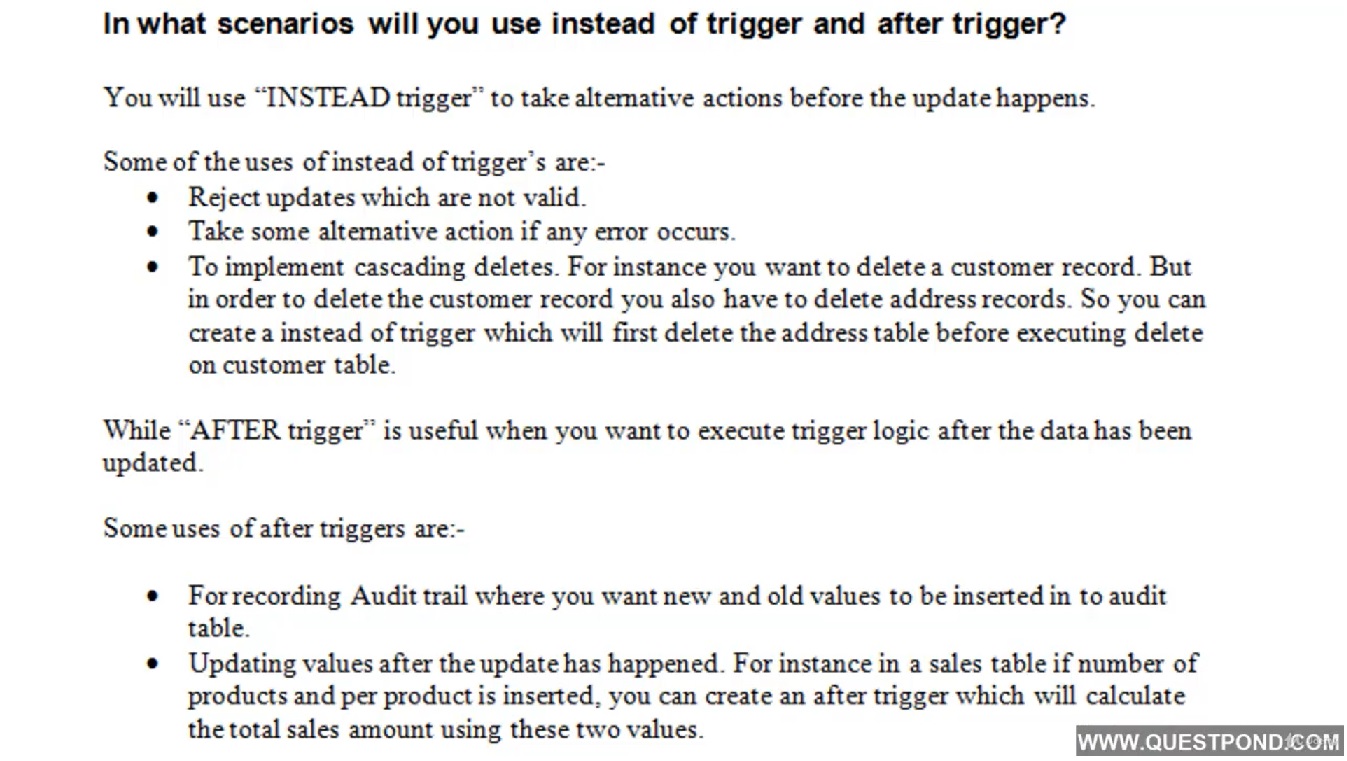 In what scenarios will you use instead of trigger and after trigger?
You will use “INSTEAD trigger” to take alternative actions before the update happens.
Some of the uses of instead of trigger’s are:-
• Reject updates which are not valid.
• Take some alternative action if any error occurs.
• To implement cascading deletes. For instance you want to delete a customer record. But
in order to delete the customer record you also have to delete address records. So you can
create a instead of trigger which will first delete the address table before executing delete
on customer table.
While “AFTER trigger” is useful when you want to execute trigger logic after the data has been
updated.
Some uses of after triggers are:-
• For recording Audit trail where you want new and old values to be inserted in to audit
table.
• Updating values after the update has happened. For instance in a sales table if number of
products and per product is inserted, you can create an after trigger which will calculate
the total sales amount using these two values.
WWW.QUESTPOND.COM